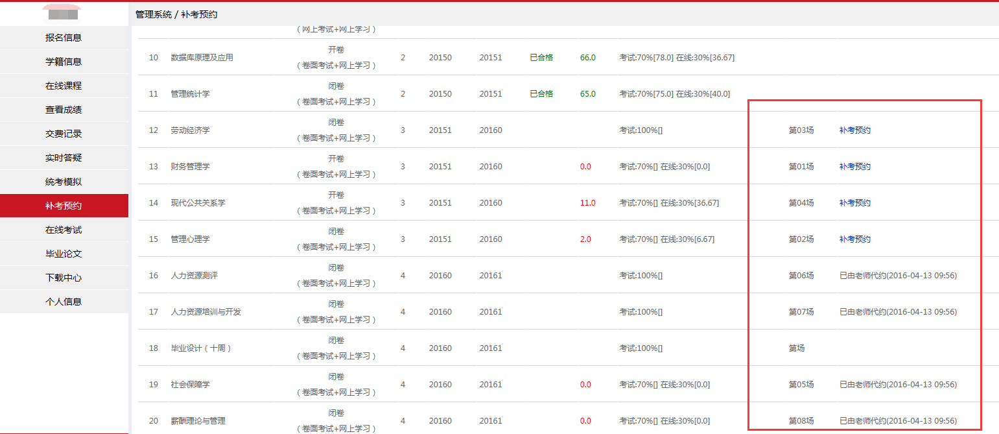 管理系统 / 补考预约
报名信息
学籍信息
在线课程
查看成绩
交费记录
实时答疑
统考模拟
补考预约
在线考试
毕业论文
下载中心
个人信息
（网上考试+网上学习）
10 数据库原理及应用 开卷 2 20150 20151 已合格 66.0 考试:70%[78.0] 在线:30%[36.67]
（卷面考试+网上学习）
11 管理统计学 闭卷 2 20150 20151 已合格 65.0 考试:70%[75.0] 在线:30%[40.0]
（卷面考试+网上学习）
12 劳动经济学 闭卷 3 20151 20160 考试:100%[] 第03场 补考预约
（卷面考试+网上学习）
13 财务管理学 开卷 3 20151 20160 0.0 考试:70%[] 在线:30%[0.0] 第01场 补考预约
（卷面考试+网上学习）
14 现代公共关系学 开卷 3 20151 20160 11.0 考试:70%[] 在线:30%[36.67] 第04场 补考预约
（卷面考试+网上学习）
15 管理心理学 闭卷 3 20151 20160 2.0 考试:70%[] 在线:30%[6.67] 第02场 补考预约
（卷面考试+网上学习）
16 人力资源测评 闭卷 4 20160 20161 考试:100%[] 第06场 已由老师代约(2016-04-13 09:56)
（卷面考试+网上学习）
17 人力资源培训与开发 闭卷 4 20160 20161 考试:100%[] 第07场 已由老师代约(2016-04-13 09:56)
（卷面考试+网上学习）
18 毕业设计（十周） 闭卷 4 20160 20161 考试:100%[] 第场
（卷面考试+网上学习）
19 社会保障学 闭卷 4 20160 20161 0.0 考试:70%[] 在线:30%[0.0] 第05场 已由老师代约(2016-04-13 09:56)
（卷面考试+网上学习）
20 薪酬理论与管理 闭卷 4 20160 20161 0.0 考试:70%[] 在线:30%[0.0] 第08场 已由老师代约(2016-04-13 09:56)
（卷面考试+网上学习）